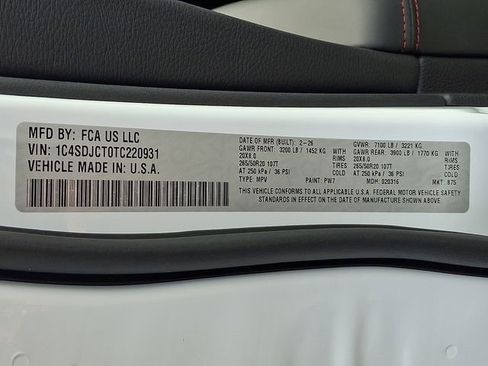 MFD BY: FCA US LLC
VIN: 1C4SDJCT0TC220931
VEHICLE MADE IN: U.S.A.
DATE OF MFR (BUILT): 2-26 GVWR: 7100 LB / 3221 KG
GAWR FRONT: 3200 LB / 1452 KG GAWR REAR: 3900 LB / 1770 KG
20X8.0 RIMS 20X8.0 RIMS
265/50R20 107T TIRES 265/50R20 107T TIRES
AT 250 kPa / 36 PSI COLD AT 250 kPa / 36 PSI COLD
TYPE: MPV PAINT: PW7 MDH: 020316 MKT: 875
THIS VEHICLE CONFORMS TO ALL APPLICABLE U.S.A. FEDERAL MOTOR VEHICLE SAFETY
STANDARDS IN EFFECT ON THE DATE OF MANUFACTURE SHOWN ABOVE.